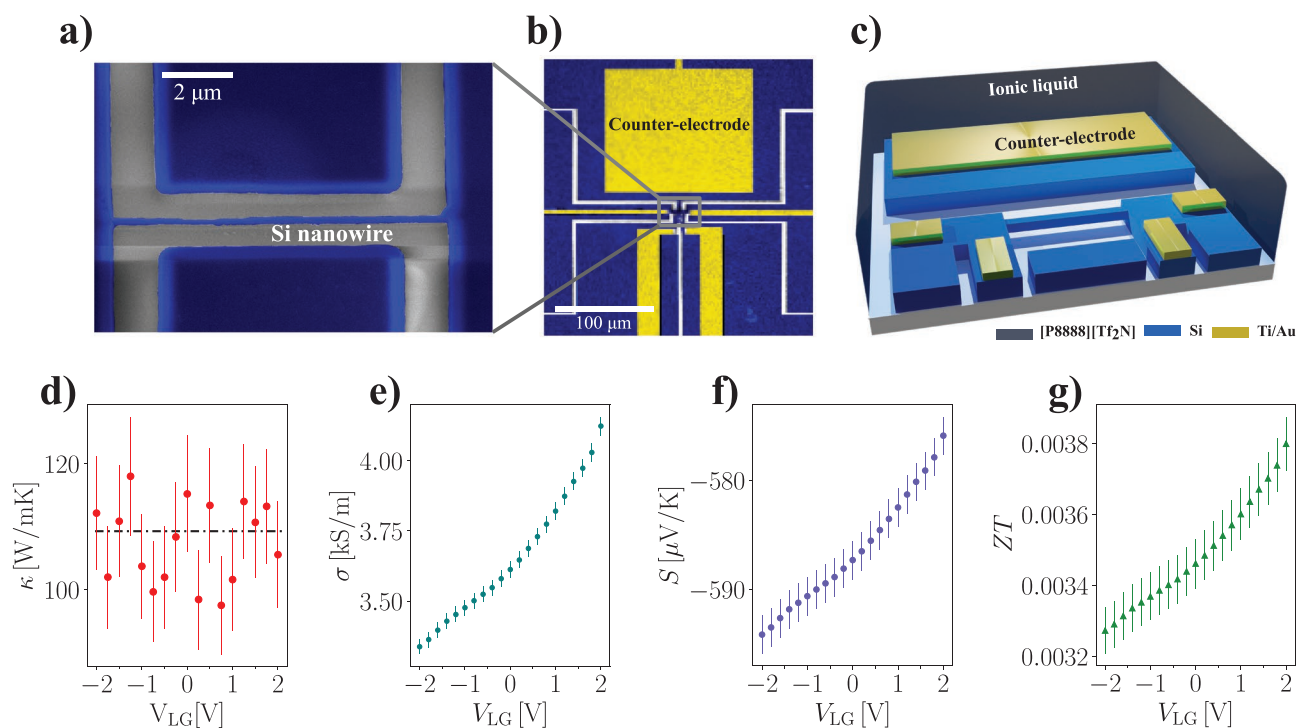 a)
2 μm
Si nanowire
b)
Counter-electrode
100 μm
c)
Ionic liquid
Counter-electrode
[P8888][Tf2N] Si Ti/Au
d)
120
100
κ [W/mK]
−2 −1 0 1 2
VLG [V]
e)
4.00
3.75
3.50
σ [kS/m]
−2 −1 0 1 2
VLG [V]
f)
−580
−590
S [μV/K]
−2 −1 0 1 2
VLG [V]
g)
0.0038
0.0036
0.0034
0.0032
ZT
−2 −1 0 1 2
VLG [V]